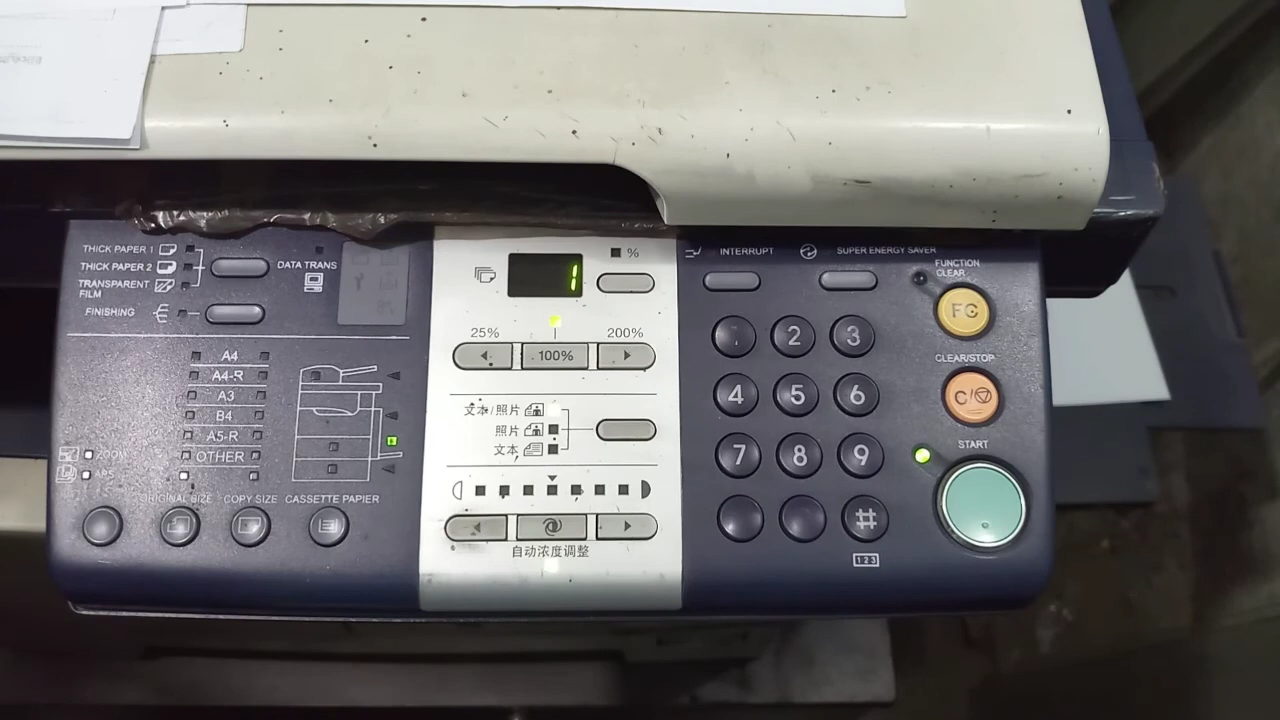 THICK PAPER 1
THICK PAPER 2
TRANSPARENT
FILM
FINISHING
DATA TRANS
A4
A4-R
A3
B4
A5-R
OTHER
ZOOM
APS
ORIGINAL SIZE
COPY SIZE
CASSETTE PAPIER
1
%
25%
200%
100%
文本/照片
照片
文本
自动浓度调整
INTERRUPT
SUPER ENERGY SAVER
FUNCTION
CLEAR
FC
2
3
4
5
6
7
8
9
#
123
CLEAR/STOP
C/
START